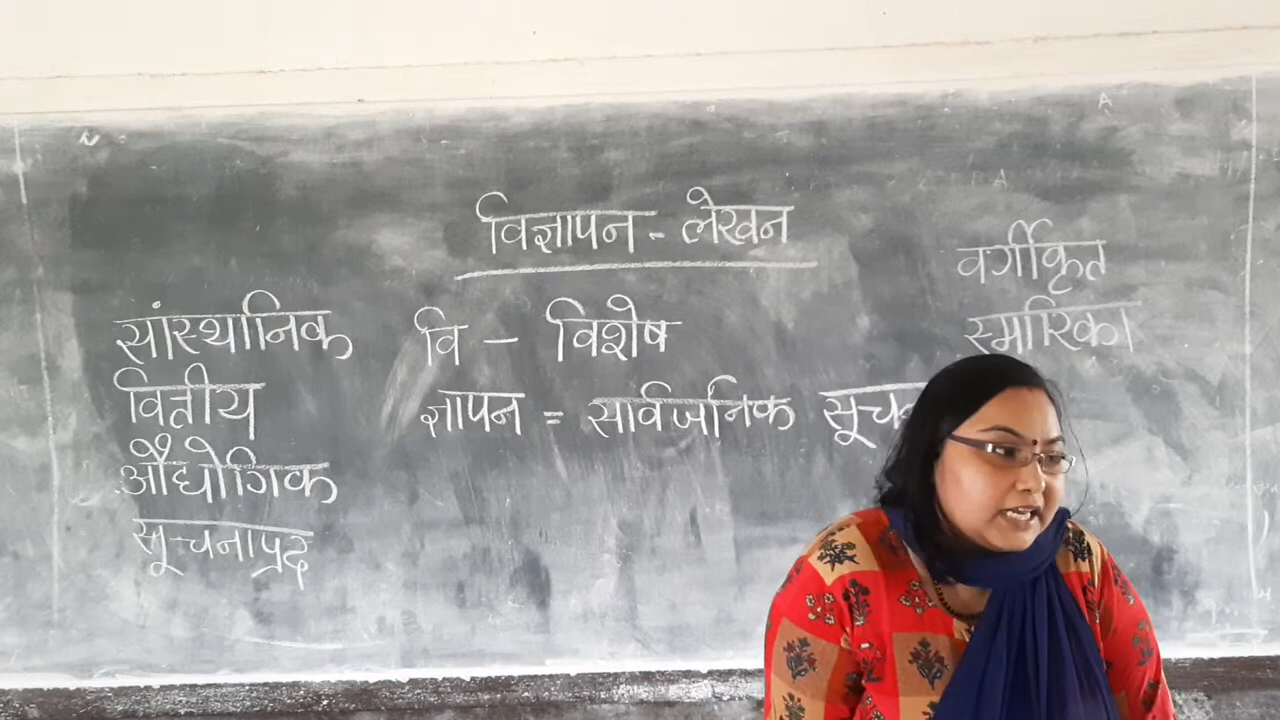 विज्ञापन - लेखन
सांस्थानिक
वित्तीय
औद्योगिक
सूचनाप्रद
वि - विशेष
ज्ञापन = सार्वजनिक
वर्गीकृत
स्मारिका